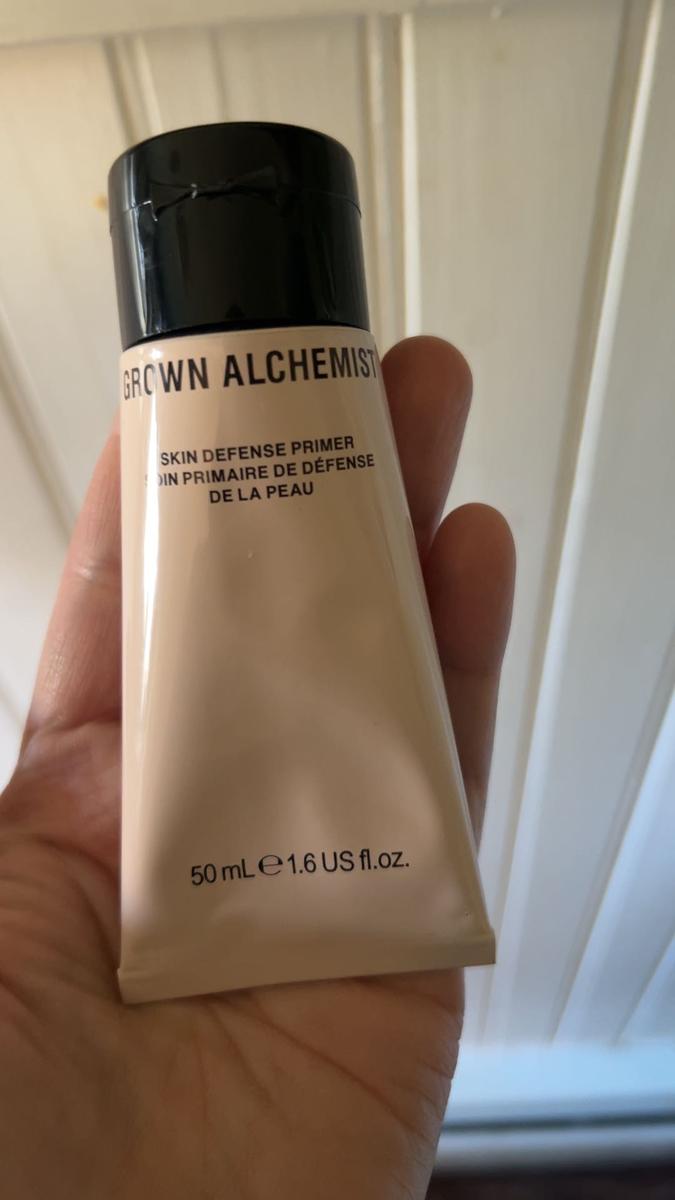 GROWN ALCHEMIST
SKIN DEFENSE PRIMER
SOIN PRIMAIRE DE DÉFENSE
DE LA PEAU
50 mL ℮ 1.6 US fl.oz.